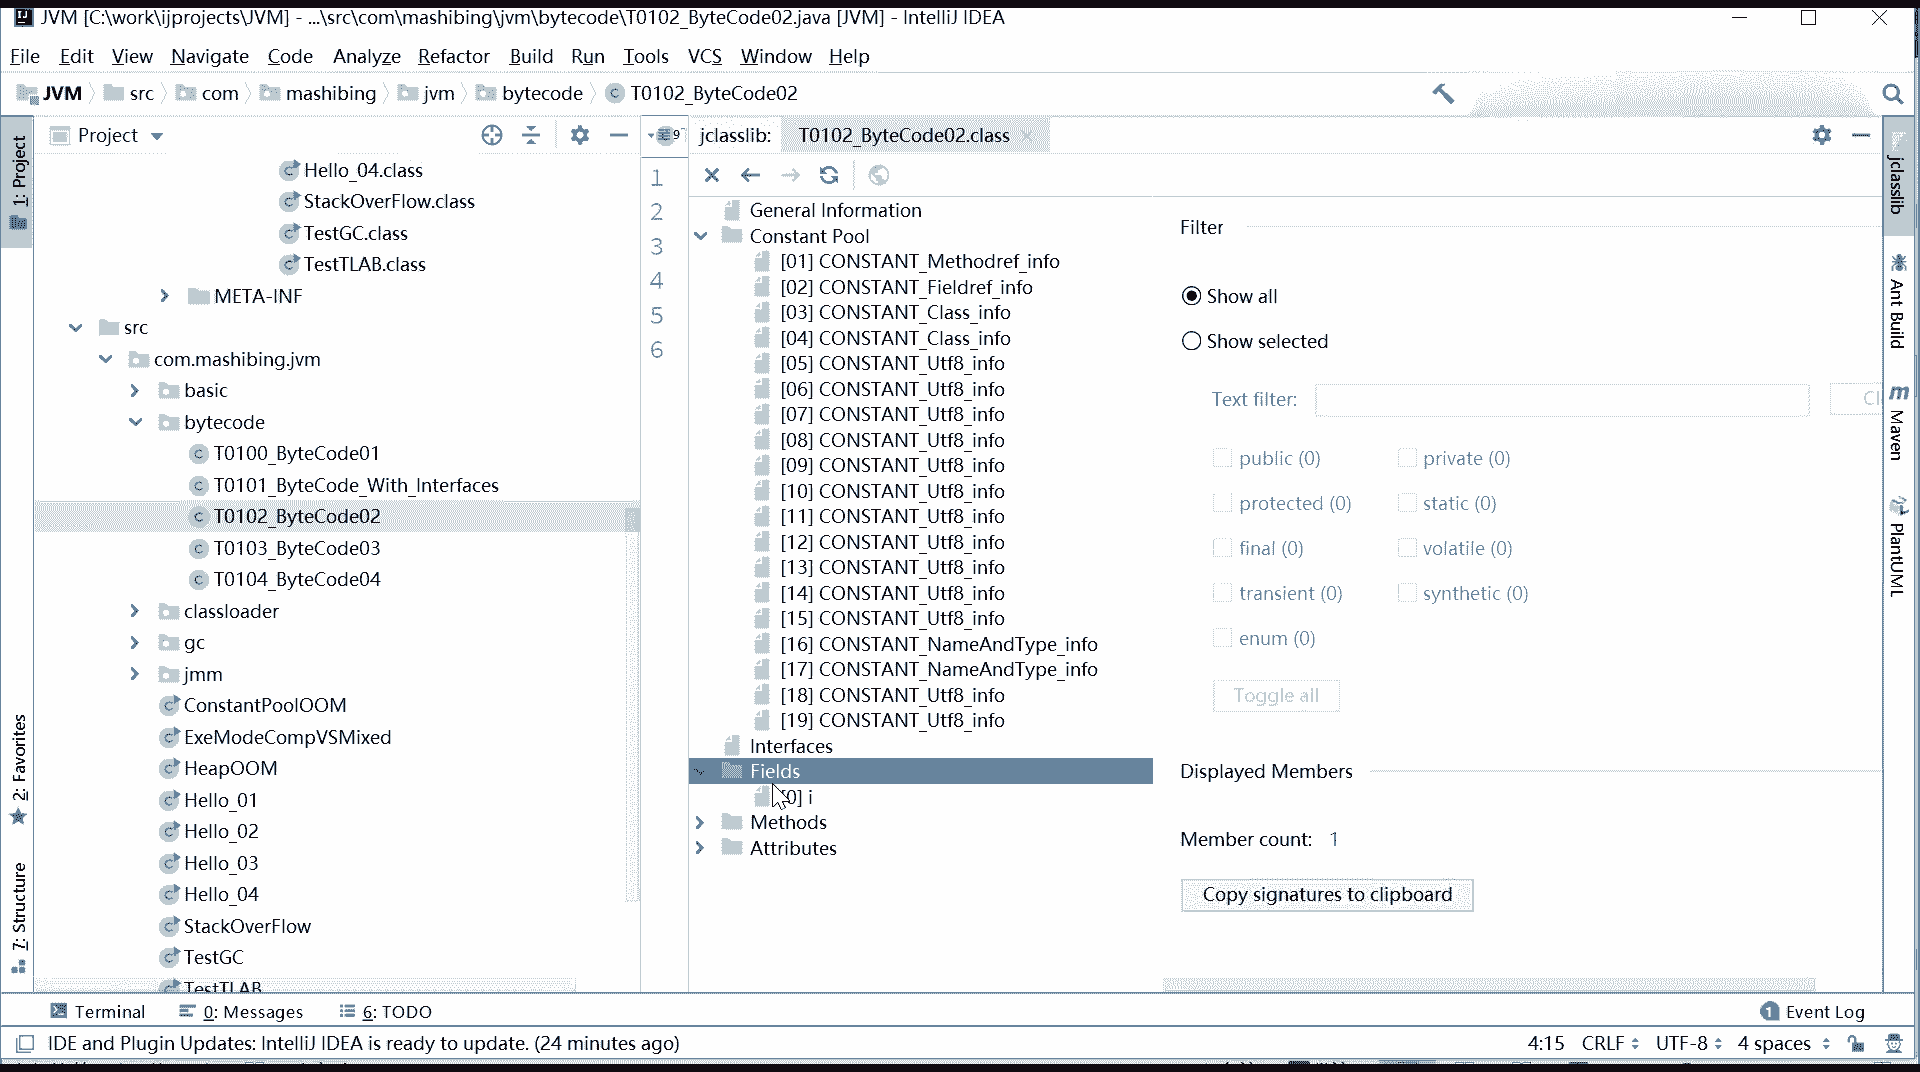 JVM [C:\work\ijprojects\JVM] - ...\src\com\mashibing\jvm\bytecode\T0102_ByteCode02.java [JVM] - IntelliJ IDEA
File Edit View Navigate Code Analyze Refactor Build Run Tools VCS Window Help
JVM src com mashibing jvm bytecode T0102_ByteCode02
1: Project
2: Favorites
7: Structure
Project
Hello_04.class
StackOverFlow.class
TestGC.class
TestTLAB.class
META-INF
src
com.mashibing.jvm
basic
bytecode
T0100_ByteCode01
T0101_ByteCode_With_Interfaces
T0102_ByteCode02
T0103_ByteCode03
T0104_ByteCode04
classloader
gc
jmm
ConstantPoolOOM
ExeModeCompVSMixed
HeapOOM
Hello_01
Hello_02
Hello_03
Hello_04
StackOverFlow
TestGC
TestTLAB
1
2
3
4
5
6
jclasslib: T0102_ByteCode02.class
General Information
Constant Pool
[01] CONSTANT_Methodref_info
[02] CONSTANT_Fieldref_info
[03] CONSTANT_Class_info
[04] CONSTANT_Class_info
[05] CONSTANT_Utf8_info
[06] CONSTANT_Utf8_info
[07] CONSTANT_Utf8_info
[08] CONSTANT_Utf8_info
[09] CONSTANT_Utf8_info
[10] CONSTANT_Utf8_info
[11] CONSTANT_Utf8_info
[12] CONSTANT_Utf8_info
[13] CONSTANT_Utf8_info
[14] CONSTANT_Utf8_info
[15] CONSTANT_Utf8_info
[16] CONSTANT_NameAndType_info
[17] CONSTANT_NameAndType_info
[18] CONSTANT_Utf8_info
[19] CONSTANT_Utf8_info
Interfaces
Fields
[0] i
Methods
Attributes
Filter
Show all
Show selected
Text filter:
public (0) private (0)
protected (0) static (0)
final (0) volatile (0)
transient (0) synthetic (0)
enum (0)
Toggle all
Displayed Members
Member count: 1
Copy signatures to clipboard
jclasslib
Ant Build
Maven
PlantUML
Terminal 0: Messages 6: TODO 1 Event Log
IDE and Plugin Updates: IntelliJ IDEA is ready to update. (24 minutes ago) 4:15 CRLF UTF-8 4 spaces